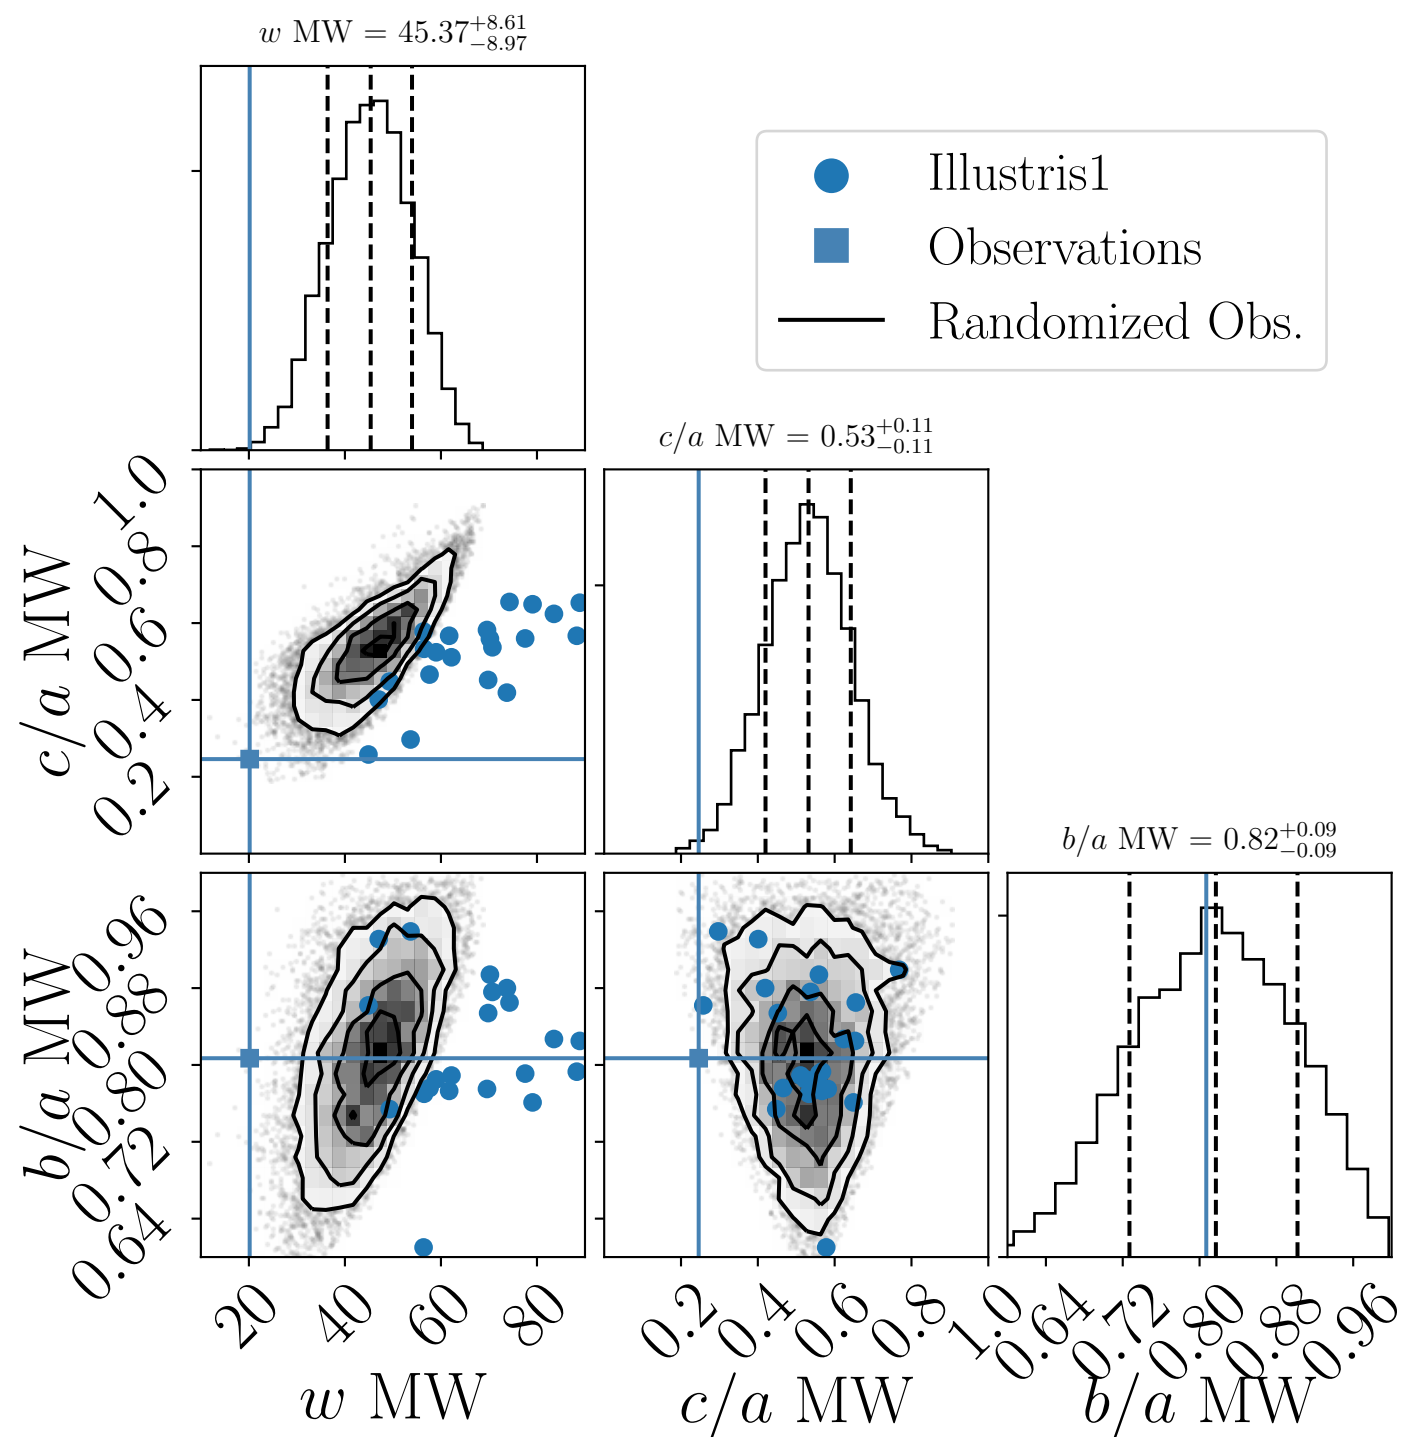 w MW = 45.37^{+8.61}_{-8.97}
Illustris1
Observations
Randomized Obs.
c/a MW = 0.53^{+0.11}_{-0.11}
1.0
0.8
0.6
0.4
0.2
c/a MW
b/a MW = 0.82^{+0.09}_{-0.09}
0.96
0.88
0.80
0.72
0.64
b/a MW
20 40 60 80
0.2 0.4 0.6 0.8 1.0
0.64 0.72 0.80 0.88 0.96
w MW
c/a MW
b/a MW